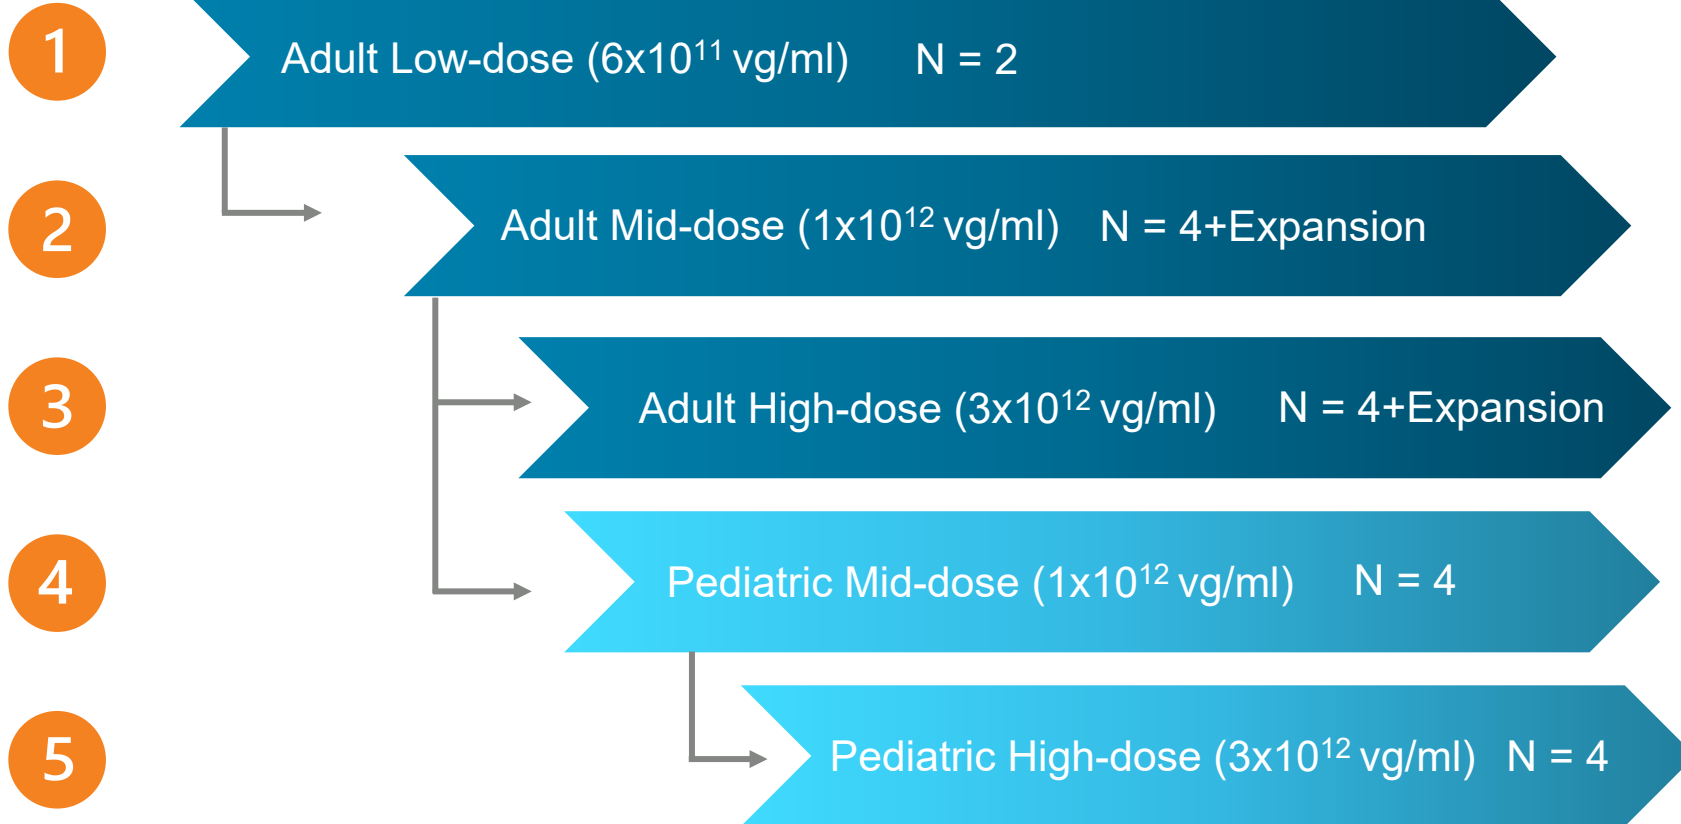 1
Adult Low-dose (6x10¹¹ vg/ml) N = 2
2
Adult Mid-dose (1x10¹² vg/ml) N = 4+Expansion
3
Adult High-dose (3x10¹² vg/ml) N = 4+Expansion
4
Pediatric Mid-dose (1x10¹² vg/ml) N = 4
5
Pediatric High-dose (3x10¹² vg/ml) N = 4